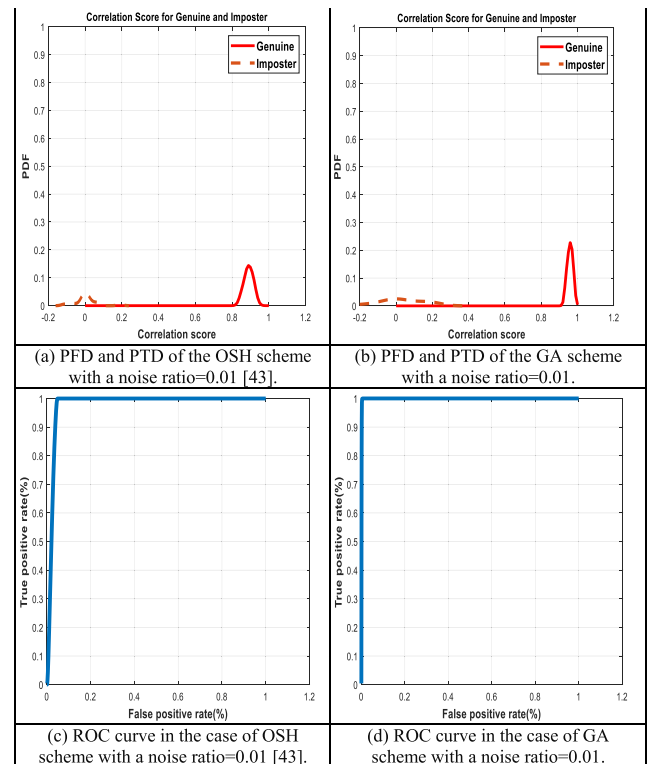 Correlation Score for Genuine and Imposter
Genuine
Imposter
PDF
1
0.9
0.8
0.7
0.6
0.5
0.4
0.3
0.2
0.1
0
-0.2 0 0.2 0.4 0.6 0.8 1 1.2
Correlation score
(a) PFD and PTD of the OSH scheme
with a noise ratio=0.01 [43].
Correlation Score for Genuine and Imposter
Genuine
Imposter
PDF
1
0.9
0.8
0.7
0.6
0.5
0.4
0.3
0.2
0.1
0
-0.2 0 0.2 0.4 0.6 0.8 1 1.2
Correlation score
(b) PFD and PTD of the GA scheme
with a noise ratio=0.01.
True positive rate(%)
1
0.9
0.8
0.7
0.6
0.5
0.4
0.3
0.2
0.1
0
0 0.2 0.4 0.6 0.8 1 1.2
False positive rate(%)
(c) ROC curve in the case of OSH
scheme with a noise ratio=0.01 [43].
True positive rate(%)
1
0.9
0.8
0.7
0.6
0.5
0.4
0.3
0.2
0.1
0
0 0.2 0.4 0.6 0.8 1 1.2
False positive rate(%)
(d) ROC curve in the case of GA
scheme with a noise ratio=0.01.